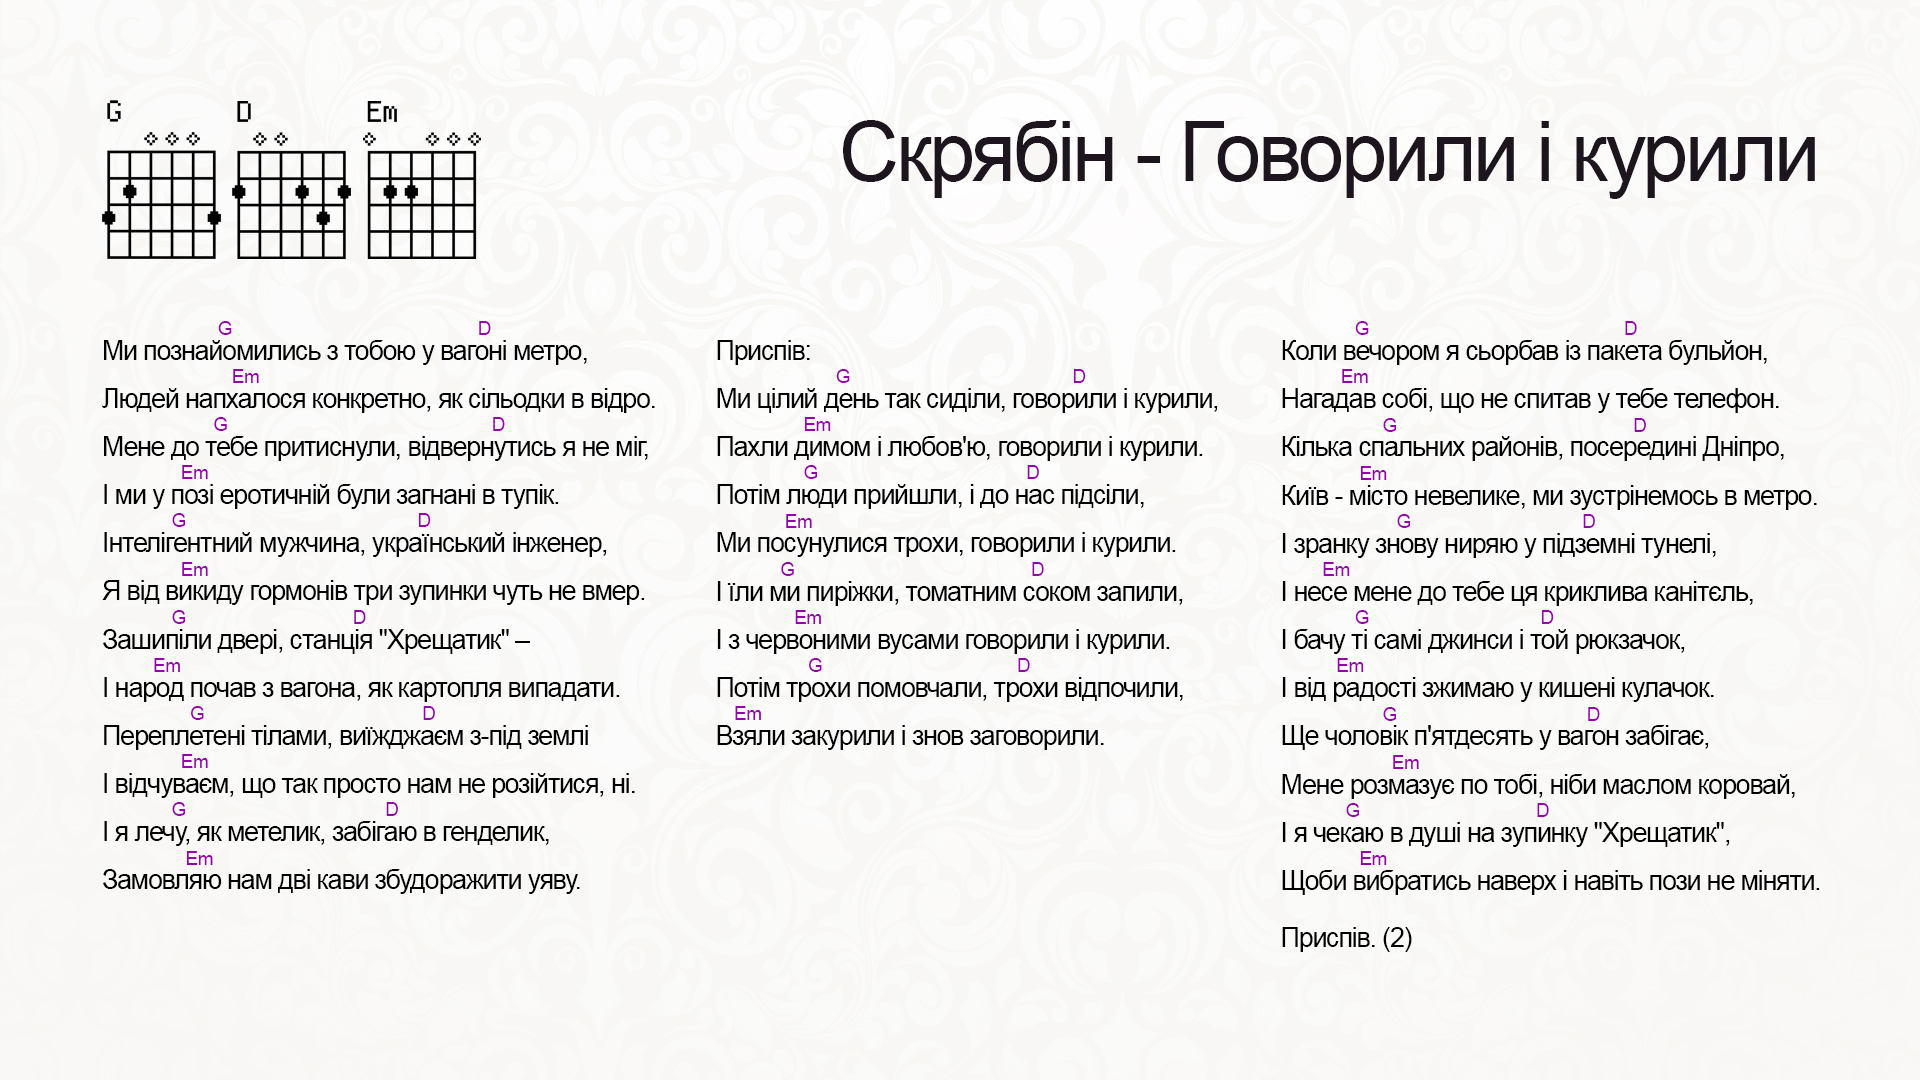 G D Em
Скрябін - Говорили і курили
G D
Ми познайомились з тобою у вагоні метро,
Em
Людей напхалося конкретно, як сільодки в відро.
G D
Мене до тебе притиснули, відвернутись я не міг,
Em
І ми у позі еротичній були загнані в тупік.
G D
Інтелігентний мужчина, український інженер,
Em
Я від викиду гормонів три зупинки чуть не вмер.
G D
Зашипіли двері, станція "Хрещатик" –
Em
І народ почав з вагона, як картопля випадати.
G D
Переплетені тілами, виїжджаєм з-під землі
Em
І відчуваєм, що так просто нам не розійтися, ні.
G D
І я лечу, як метелик, забігаю в генделик,
Em
Замовляю нам дві кави збудоражити уяву.
Приспів:
G D
Ми цілий день так сиділи, говорили і курили,
Em
Пахли димом і любов'ю, говорили і курили.
G D
Потім люди прийшли, і до нас підсіли,
Em
Ми посунулися трохи, говорили і курили.
G D
І їли ми пиріжки, томатним соком запили,
Em
І з червоними вусами говорили і курили.
G D
Потім трохи помовчали, трохи відпочили,
Em
Взяли закурили і знов заговорили.
G D
Коли вечором я сьорбав із пакета бульйон,
Em
Нагадав собі, що не спитав у тебе телефон.
G D
Кілька спальних районів, посередині Дніпро,
Em
Київ - місто невелике, ми зустрінемось в метро.
G D
І зранку знову ниряю у підземні тунелі,
Em
І несе мене до тебе ця криклива канітєль,
G D
І бачу ті самі джинси і той рюкзачок,
Em
І від радості зжимаю у кишені кулачок.
G D
Ще чоловік п'ятдесять у вагон забігає,
Em
Мене розмазує по тобі, ніби маслом коровай,
G D
І я чекаю в душі на зупинку "Хрещатик",
Em
Щоби вибратись наверх і навіть пози не міняти.
Приспів. (2)